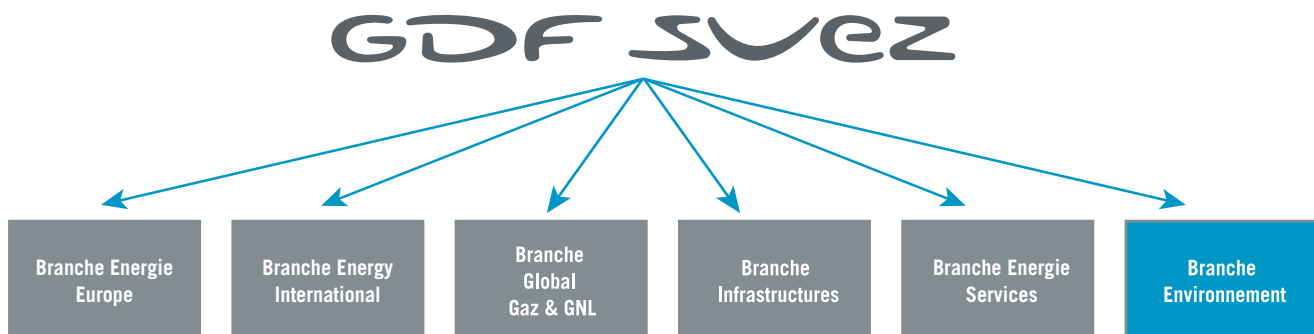 GDF SUEZ
Branche Energie
Europe
Branche Energy
International
Branche
Global
Gaz & GNL
Branche
Infrastructures
Branche Energie
Services
Branche
Environnement